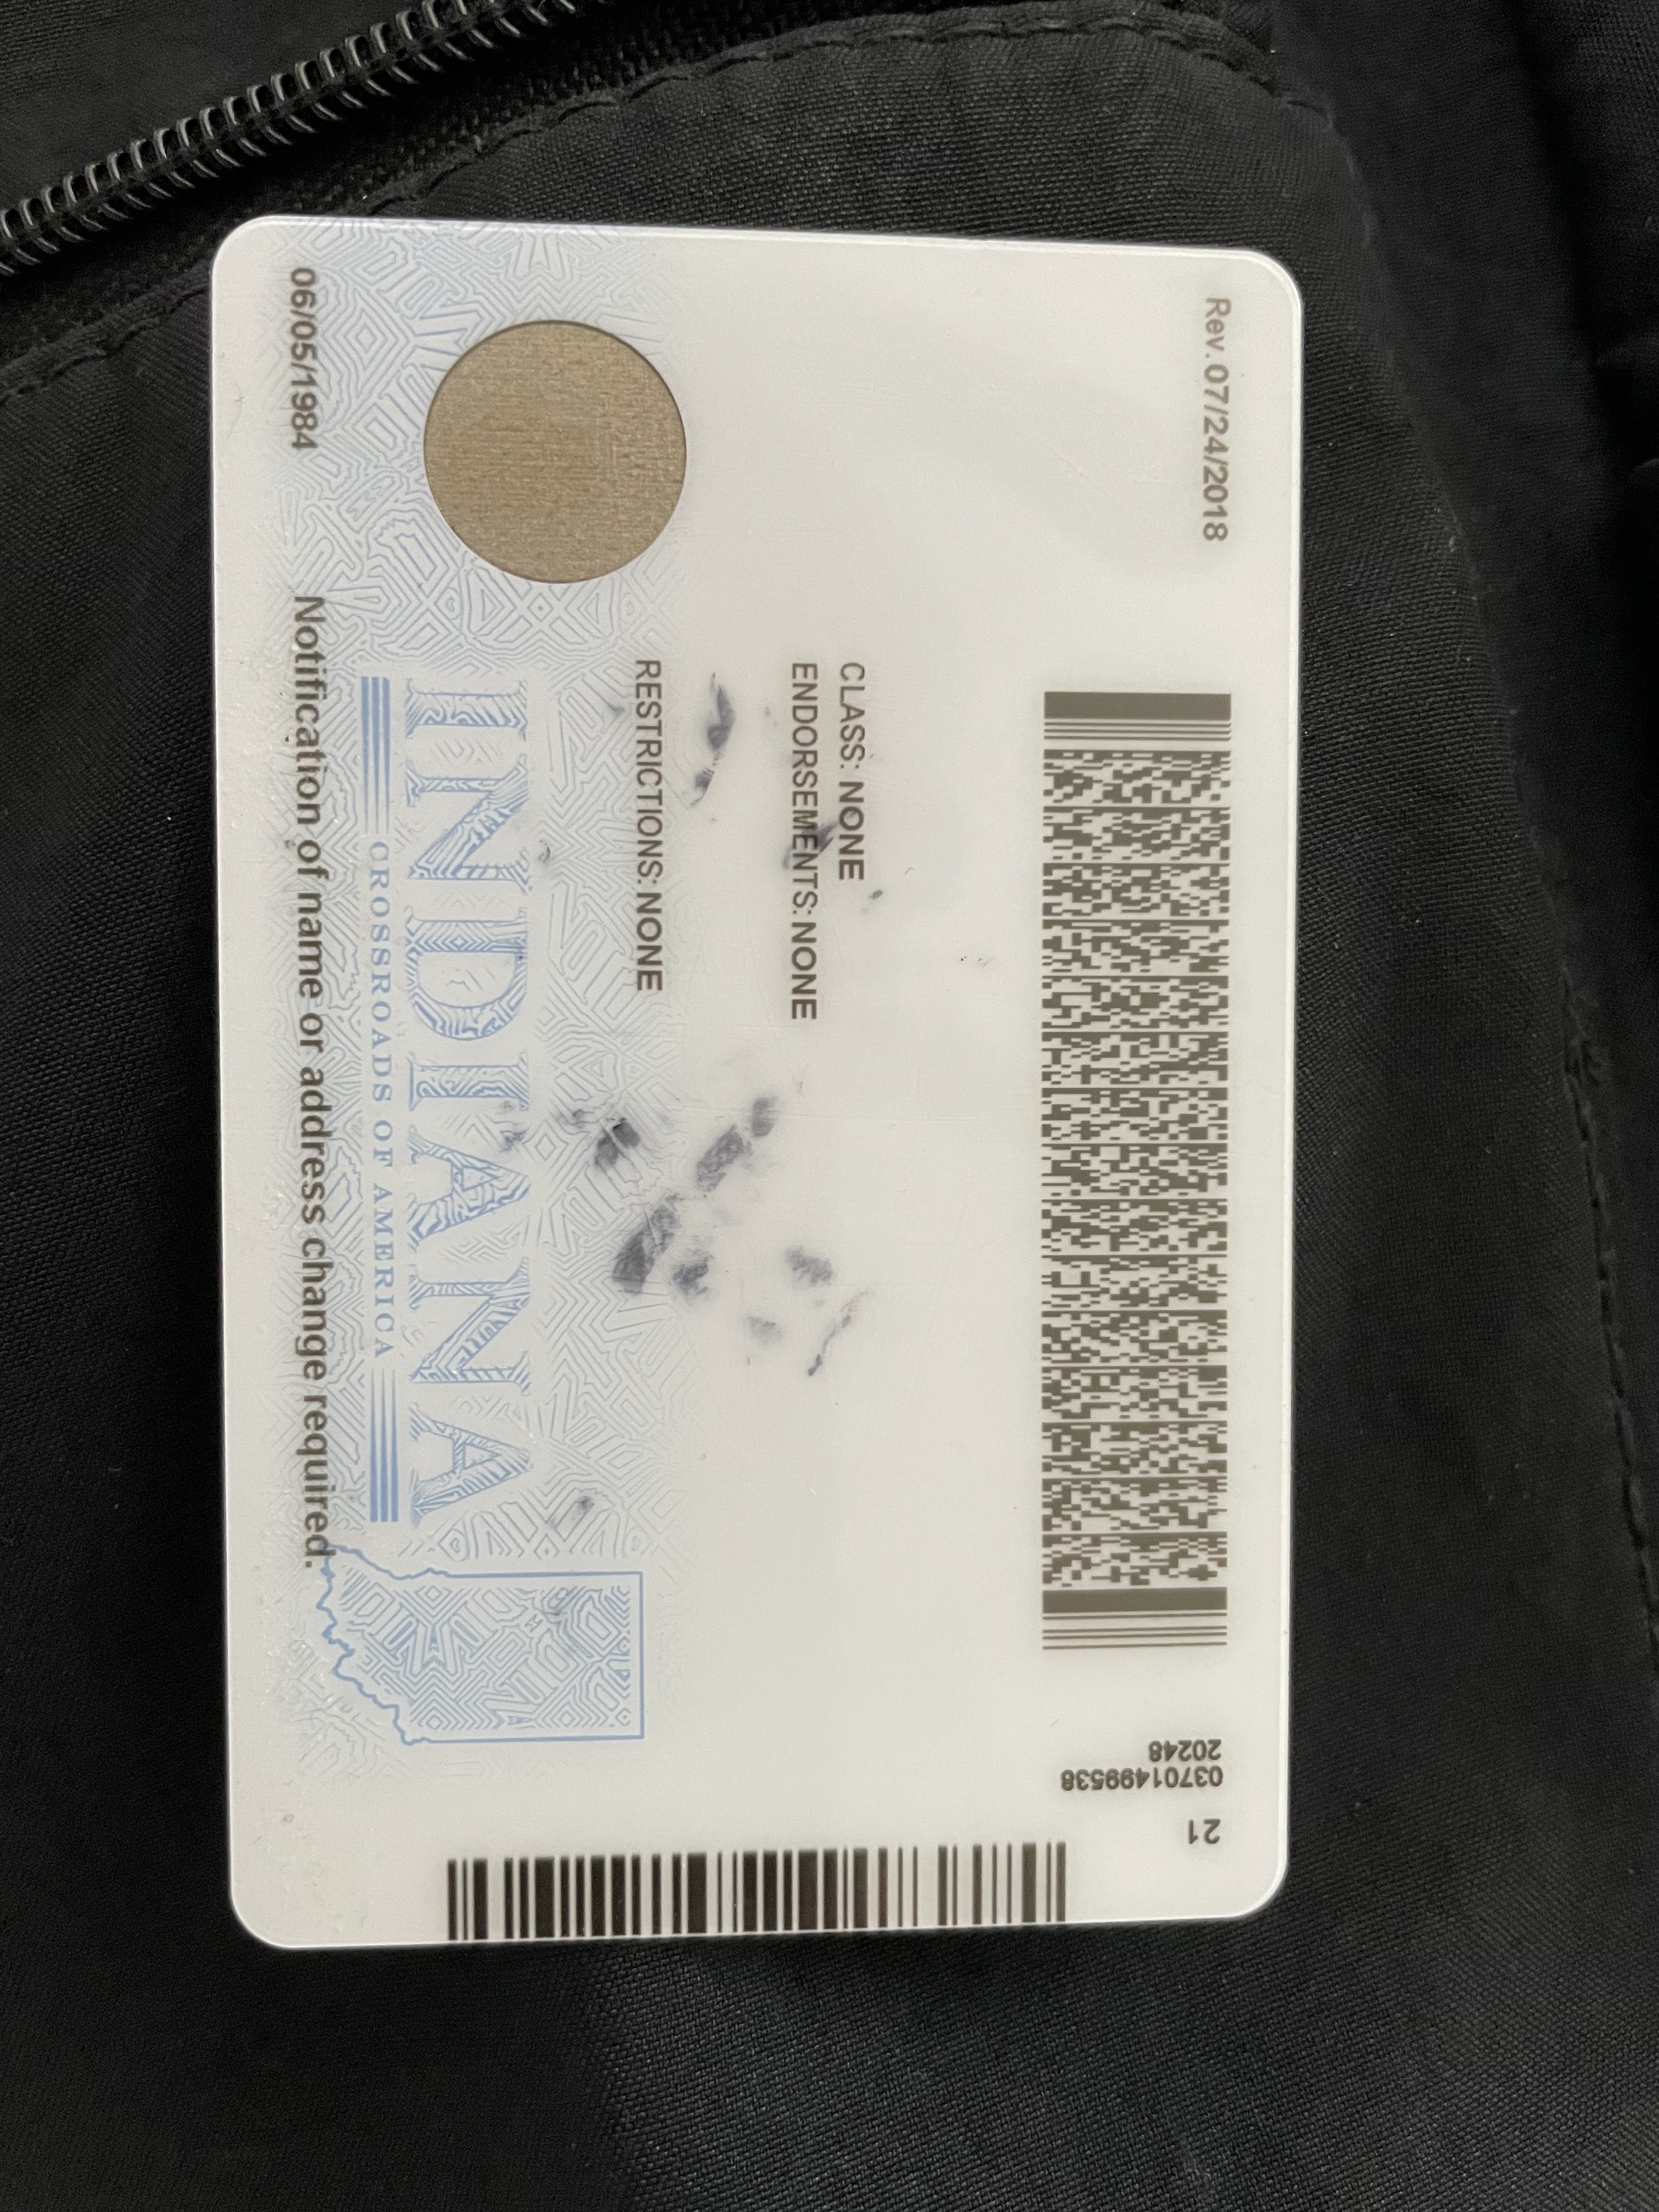 Rev. 07/24/2018
20248
03701499538
21
CLASS: NONE
ENDORSEMENTS: NONE
RESTRICTIONS: NONE
INDIANA
CROSSROADS OF AMERICA
06/05/1984
Notification of name or address change required.